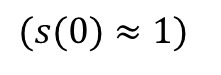 (s(0) ≈ 1)